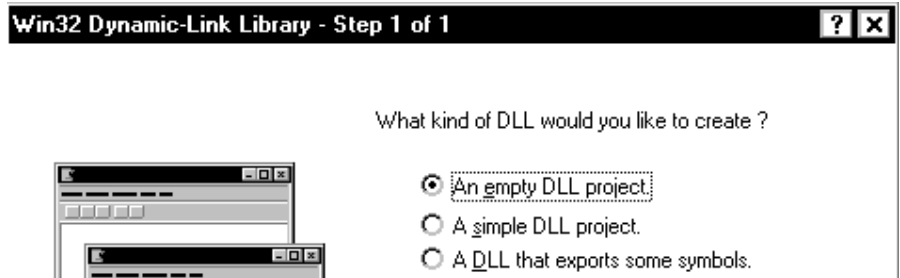 Win32 Dynamic-Link Library - Step 1 of 1
What kind of DLL would you like to create ?
An empty DLL project.
A simple DLL project.
A DLL that exports some symbols.